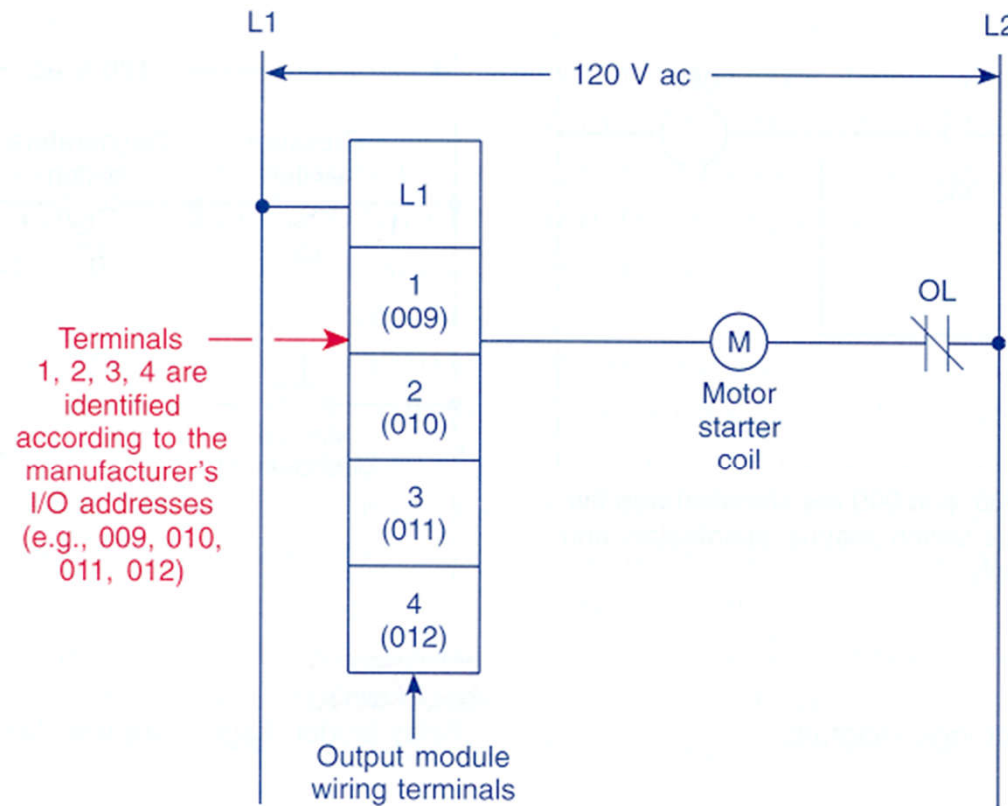 L1
L2
120 V ac
L1
1
(009)
2
(010)
3
(011)
4
(012)
Terminals
1, 2, 3, 4 are
identified
according to the
manufacturer's
I/O addresses
(e.g., 009, 010,
011, 012)
M
Motor
starter
coil
OL
Output module
wiring terminals